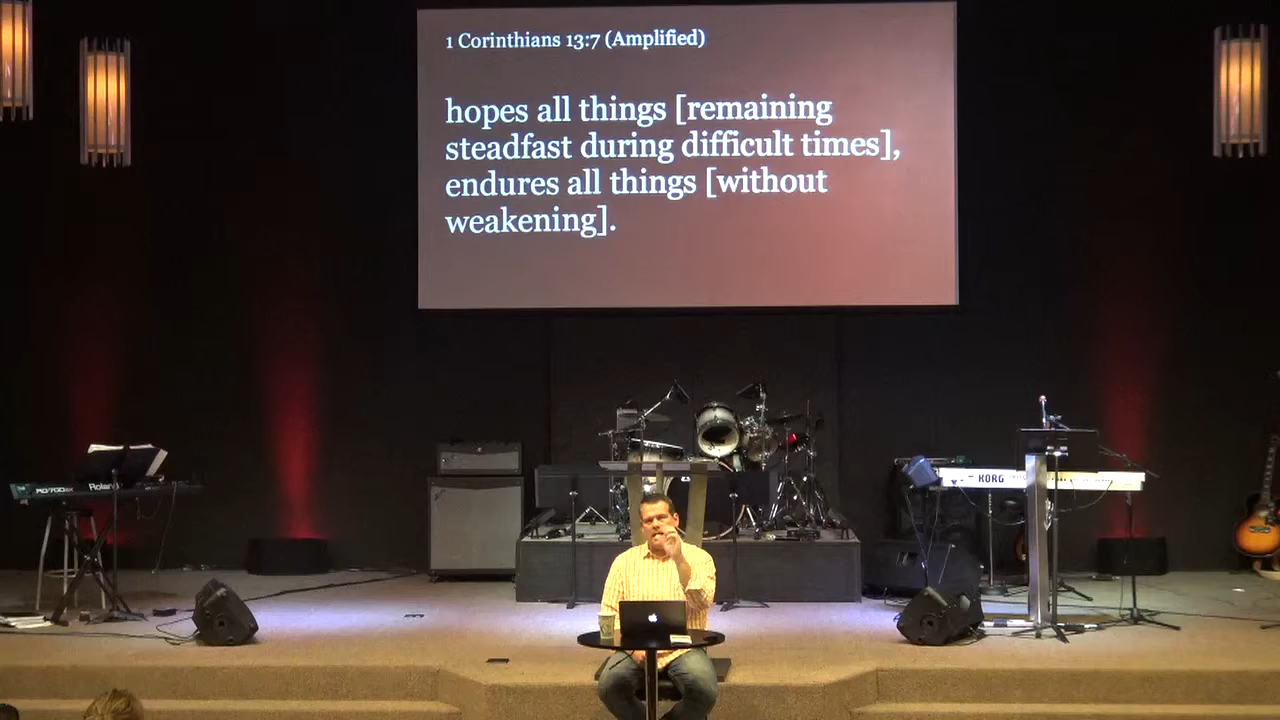 1 Corinthians 13:7 (Amplified)
hopes all things [remaining
steadfast during difficult times],
endures all things [without
weakening].
Roland
KORG